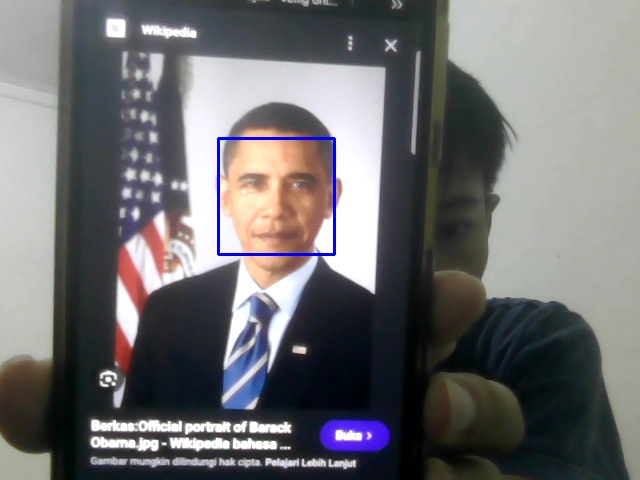 Wikipedia
Berkas:Official portrait of Barack
Obama.jpg - Wikipedia bahasa ...
Buka >
Gambar mungkin dilindungi hak cipta. Pelajari Lebih Lanjut